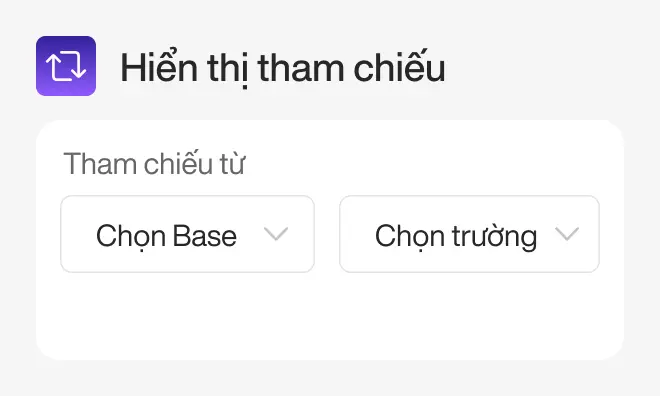 Hiển thị tham chiếu
Tham chiếu từ
Chọn Base
Chọn trường